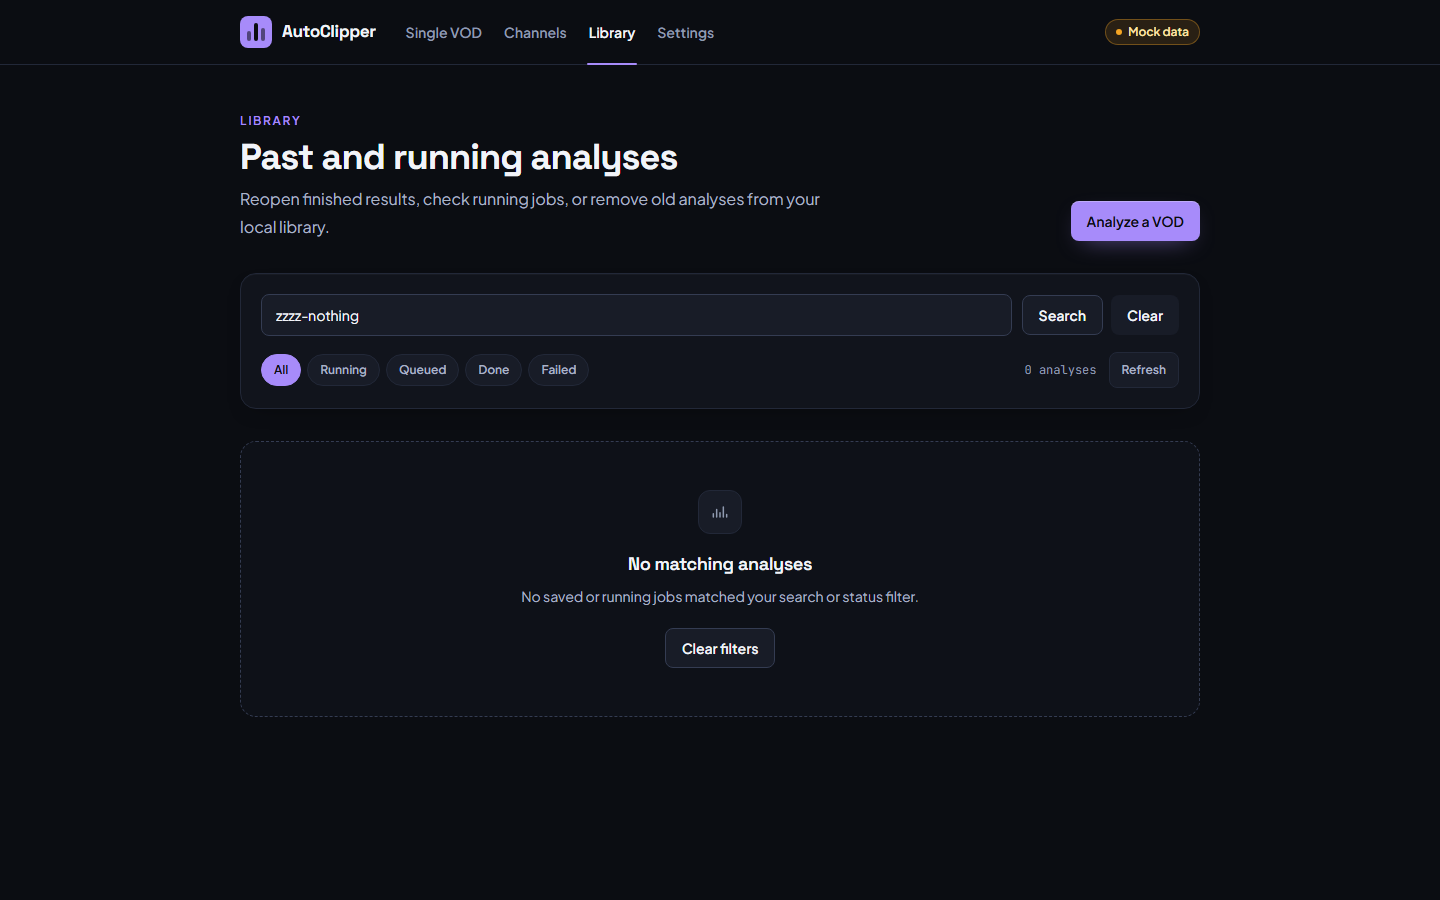 AutoClipper
Single VOD
Channels
Library
Settings
Mock data
LIBRARY
Past and running analyses
Reopen finished results, check running jobs, or remove old analyses from your
local library.
Analyze a VOD
zzzz-nothing
Search
Clear
All
Running
Queued
Done
Failed
0 analyses
Refresh
No matching analyses
No saved or running jobs matched your search or status filter.
Clear filters